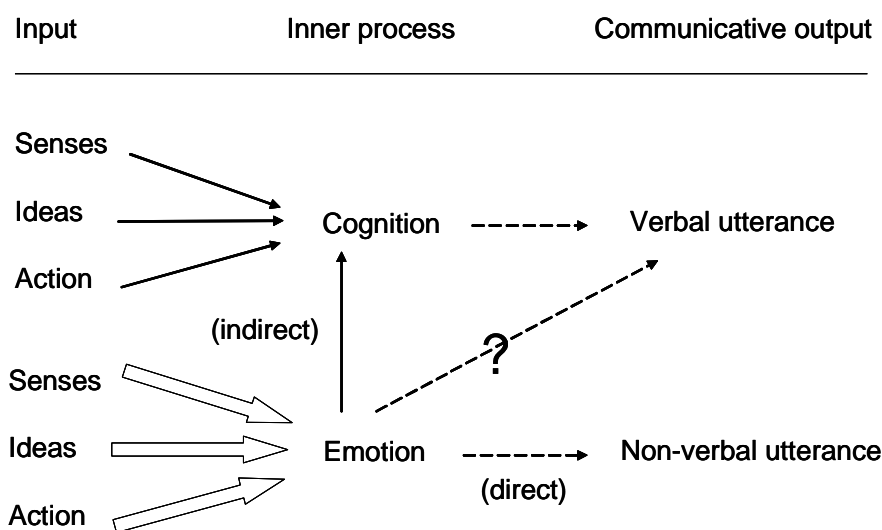 Input Inner process Communicative output
Senses
Ideas Cognition Verbal utterance
Action
(indirect)
?
Senses
Ideas Emotion Non-verbal utterance
(direct)
Action